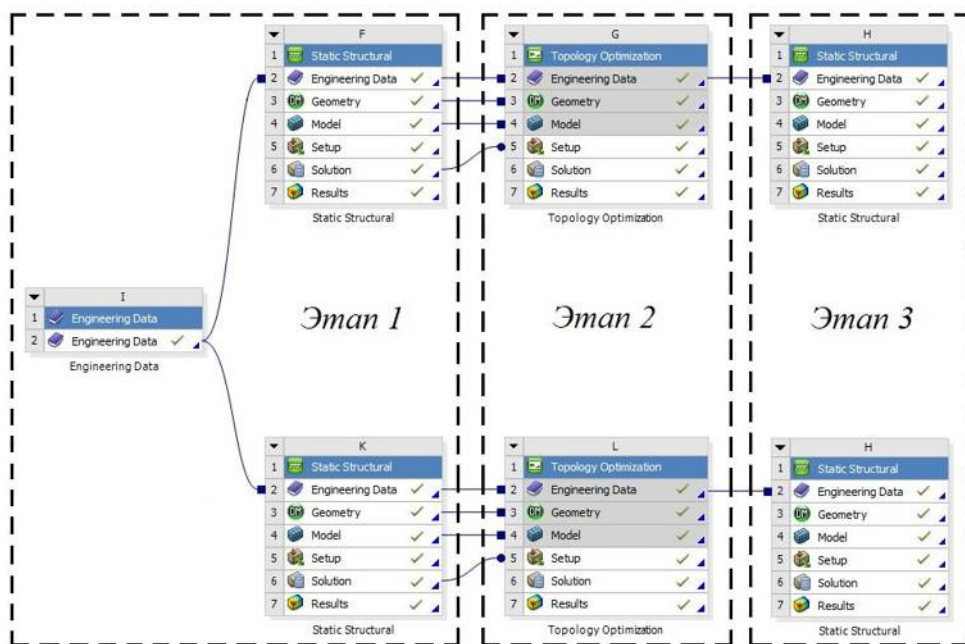 F
1 Static Structural
2 Engineering Data
3 Geometry
4 Model
5 Setup
6 Solution
7 Results
Static Structural
G
1 Topology Optimization
2 Engineering Data
3 Geometry
4 Model
5 Setup
6 Solution
7 Results
Topology Optimization
H
1 Static Structural
2 Engineering Data
3 Geometry
4 Model
5 Setup
6 Solution
7 Results
Static Structural
I
1 Engineering Data
2 Engineering Data
Engineering Data
Этап 1
Этап 2
Этап 3
K
1 Static Structural
2 Engineering Data
3 Geometry
4 Model
5 Setup
6 Solution
7 Results
Static Structural
L
1 Topology Optimization
2 Engineering Data
3 Geometry
4 Model
5 Setup
6 Solution
7 Results
Topology Optimization
H
1 Static Structural
2 Engineering Data
3 Geometry
4 Model
5 Setup
6 Solution
7 Results
Static Structural